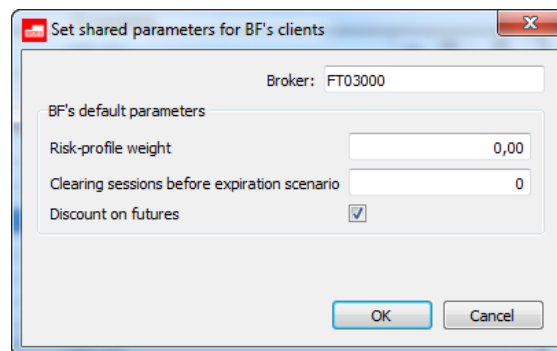 Set shared parameters for BF's clients
Broker: FT03000
BF's default parameters
Risk-profile weight 0,00
Clearing sessions before expiration scenario 0
Discount on futures
OK Cancel